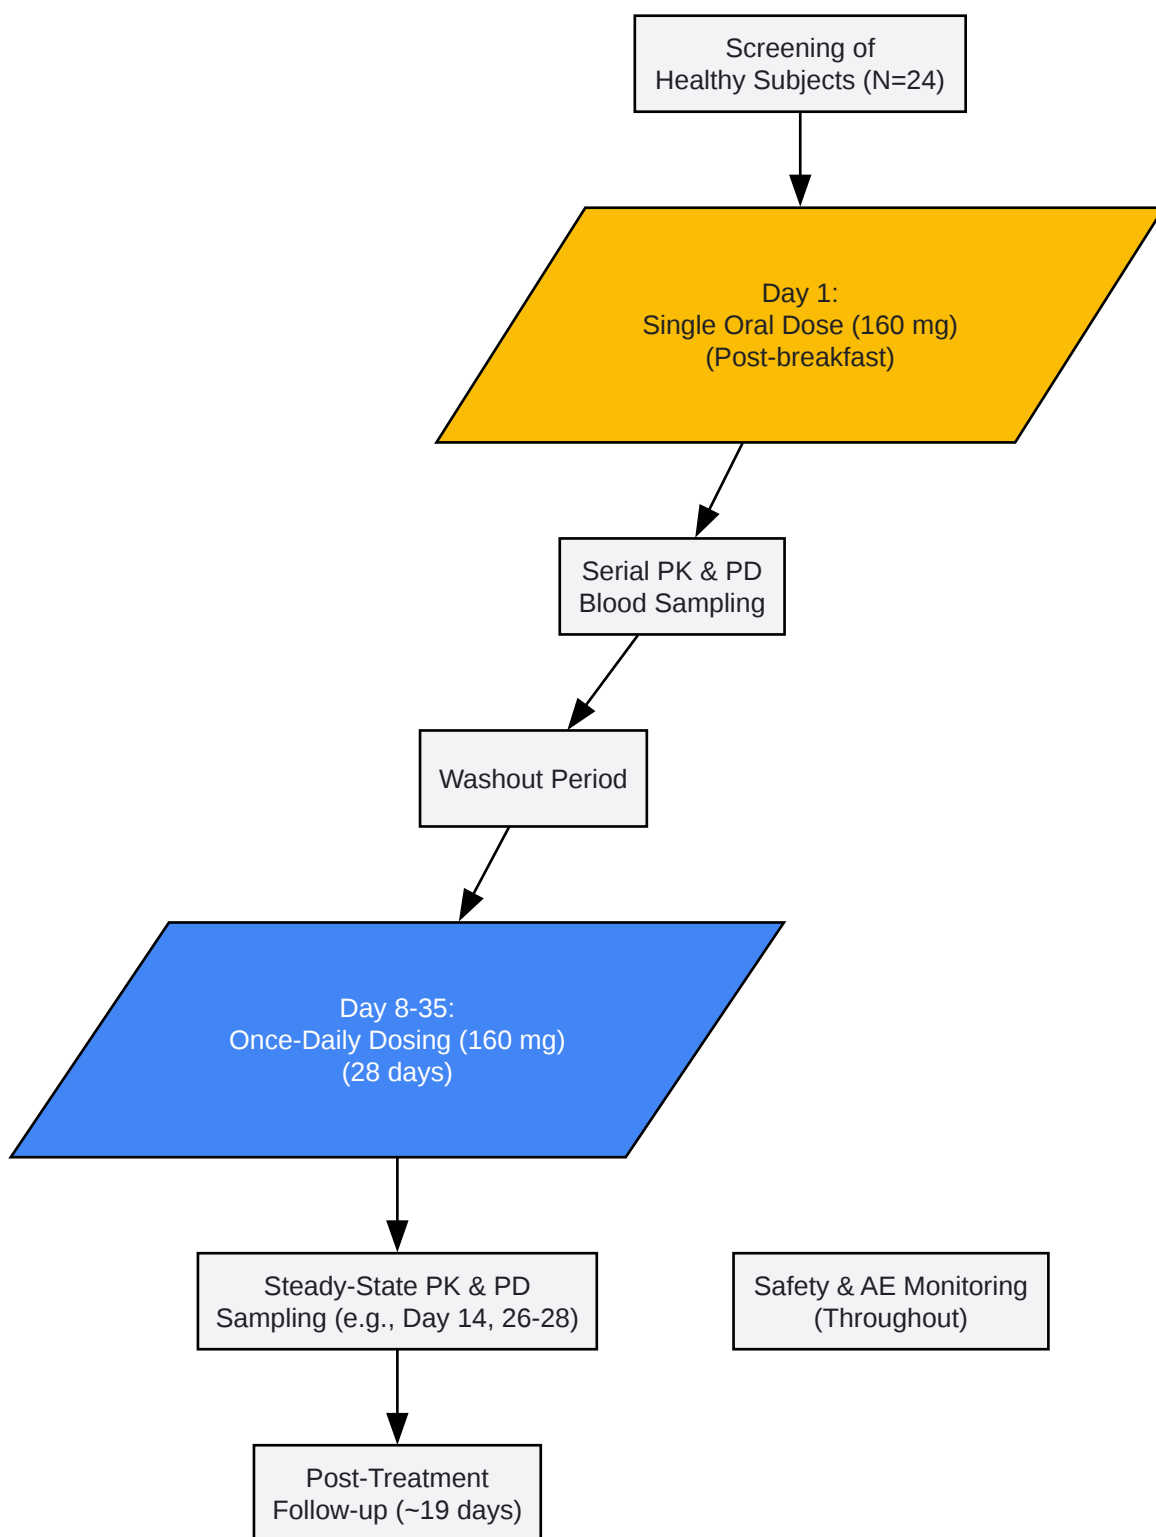 Screening of
Healthy Subjects (N=24)
Day 1:
Single Oral Dose (160 mg)
(Post-breakfast)
Serial PK & PD
Blood Sampling
Washout Period
Day 8-35:
Once-Daily Dosing (160 mg)
(28 days)
Steady-State PK & PD
Sampling (e.g., Day 14, 26-28)
Safety & AE Monitoring
(Throughout)
Post-Treatment
Follow-up (~19 days)